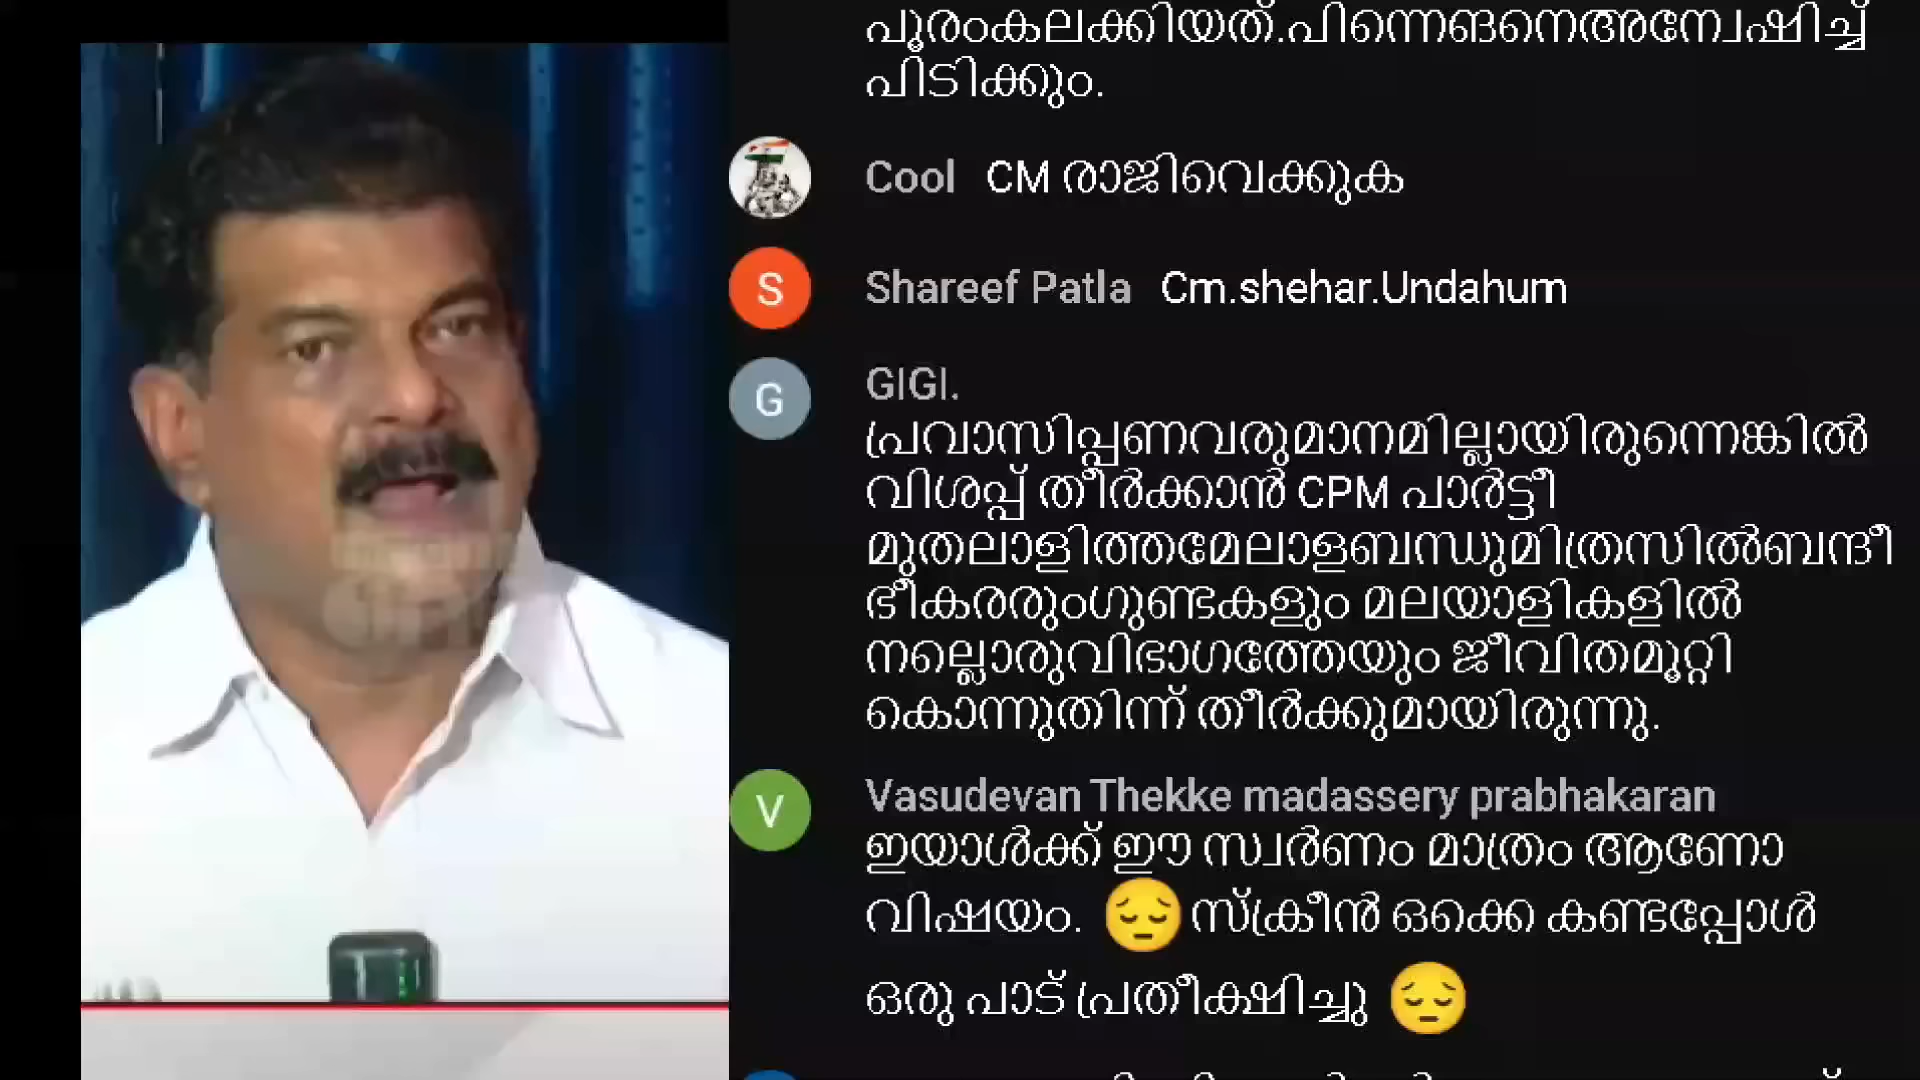 പൂരംകലക്കിയത്.പിന്നെങനെഅന്വേഷിച്ച്
പിടിക്കും.
Cool CM രാജിവെക്കുക
S Shareef Patla Cm.shehar.Undahum
G GIGI.
പ്രവാസിപ്പണവരുമാനമില്ലായിരുന്നെങ്കിൽ
വിശപ്പ് തീർക്കാൻ CPM പാർട്ടീ
മുതലാളിത്തമേലാളബന്ധുമിത്രസിൽബന്ദീ
ഭീകരരുംഗുണ്ടകളും മലയാളികളിൽ
നല്ലൊരുവിഭാഗത്തേയും ജീവിതമൂറ്റി
കൊന്നുതിന്ന് തീർക്കുമായിരുന്നു.
V Vasudevan Thekke madassery prabhakaran
ഇയാൾക്ക് ഈ സ്വർണം മാത്രം ആണോ
വിഷയം. 😔 സ്ക്രീൻ ഒക്കെ കണ്ടപ്പോൾ
ഒരു പാട് പ്രതീക്ഷിച്ചു 😔